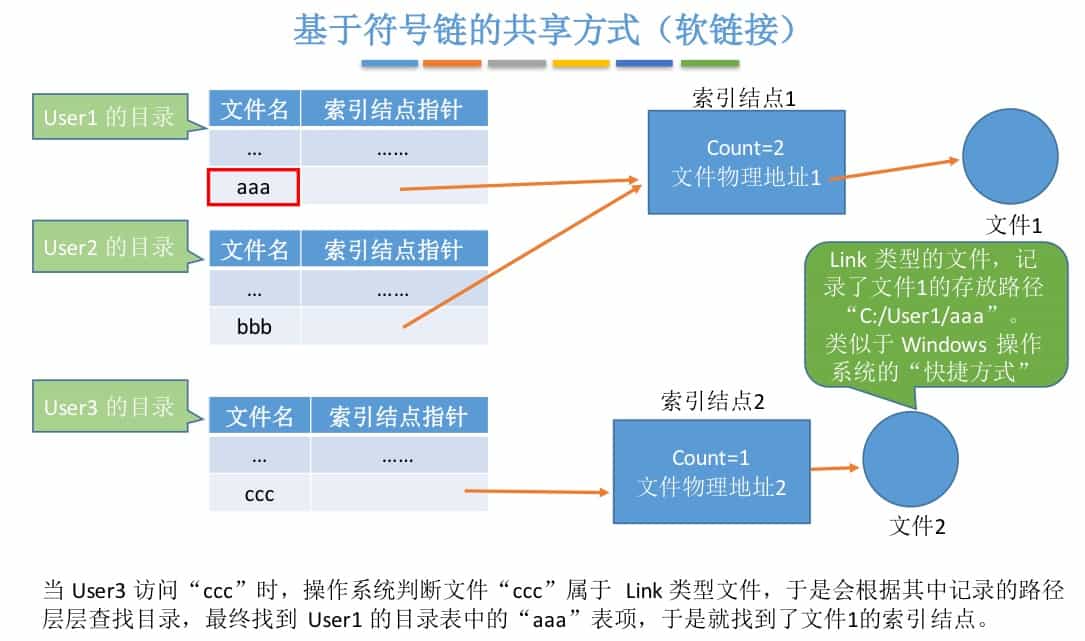 基于符号链的共享方式（软链接）
User1 的目录
文件名 索引结点指针
... ......
aaa
索引结点1
Count=2
文件物理地址1
文件1
User2 的目录
文件名 索引结点指针
... ......
bbb
Link 类型的文件，记
录了文件1的存放路径
“C:/User1/aaa”。
类似于 Windows 操作
系统的“快捷方式”
User3 的目录
文件名 索引结点指针
... ......
ccc
索引结点2
Count=1
文件物理地址2
文件2
当 User3 访问“ccc”时，操作系统判断文件“ccc”属于 Link 类型文件，于是会根据其中记录的路径
层层查找目录，最终找到 User1 的目录表中的“aaa”表项，于是就找到了文件1的索引结点。